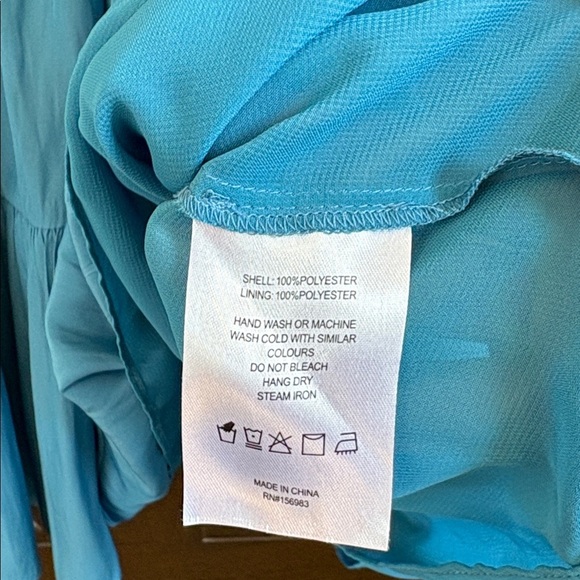 SHELL: 100%POLYESTER
LINING: 100%POLYESTER
HAND WASH OR MACHINE
WASH COLD WITH SIMILAR
COLOURS
DO NOT BLEACH
HANG DRY
STEAM IRON
MADE IN CHINA
RN#156983